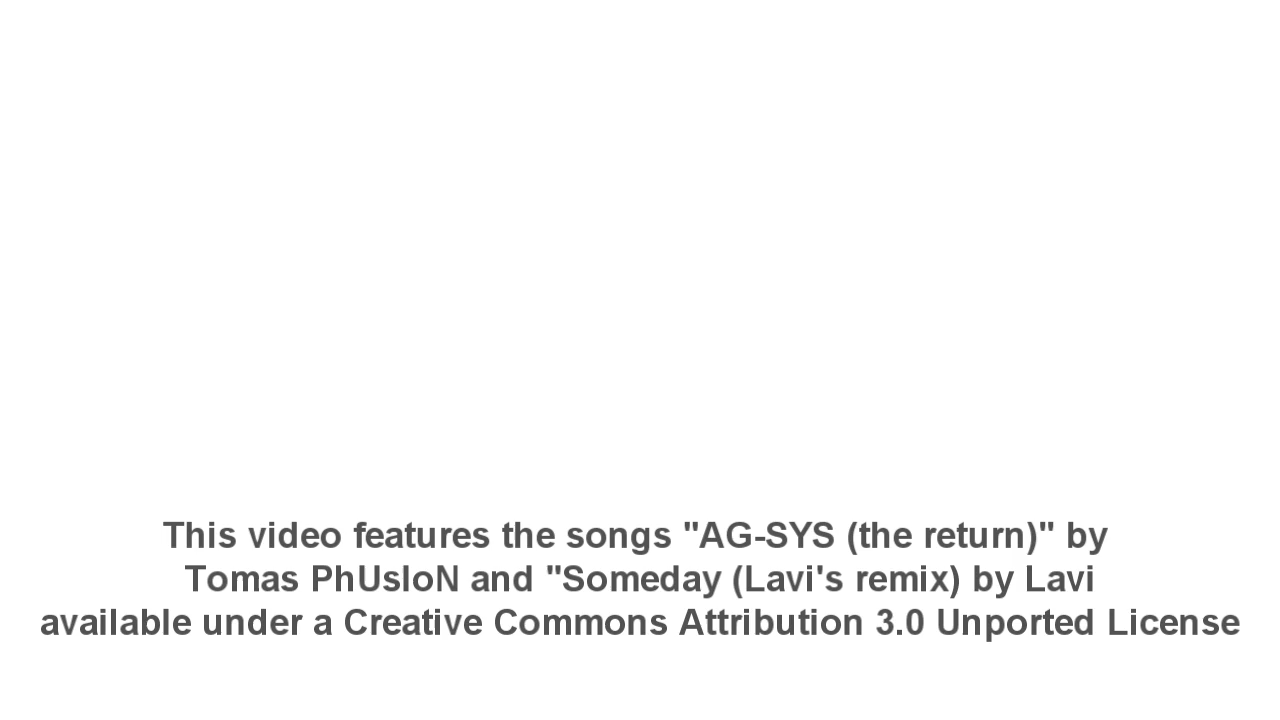 This video features the songs "AG-SYS (the return)" by
Tomas PhUsIoN and "Someday (Lavi's remix) by Lavi
available under a Creative Commons Attribution 3.0 Unported License